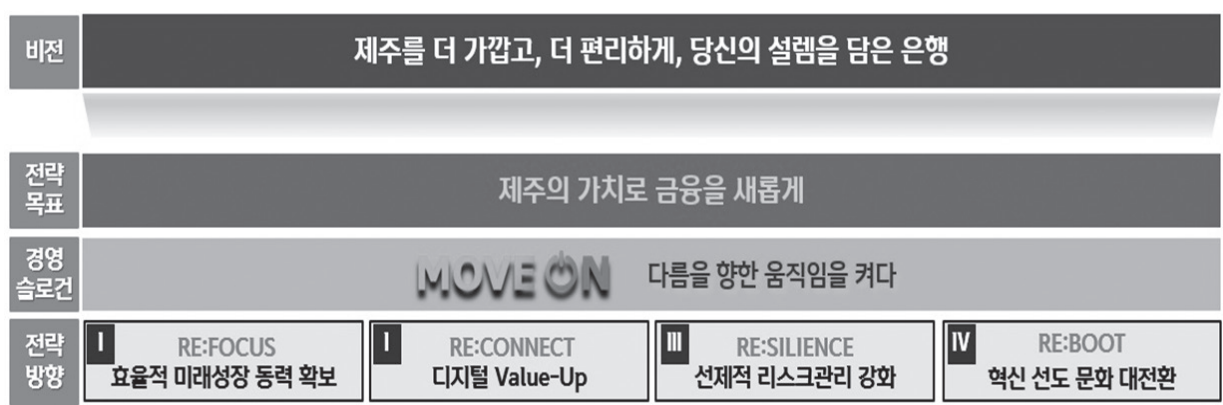 비전
제주를 더 가깝고, 더 편리하게, 당신의 설렘을 담은 은행
전략
목표
제주의 가치로 금융을 새롭게
경영
슬로건
MOVE ON 다름을 향한 움직임을 켜다
전략
방향
I RE:FOCUS
효율적 미래성장 동력 확보
I RE:CONNECT
디지털 Value-Up
III RE:SILIENCE
선제적 리스크관리 강화
IV RE:BOOT
혁신 선도 문화 대전환